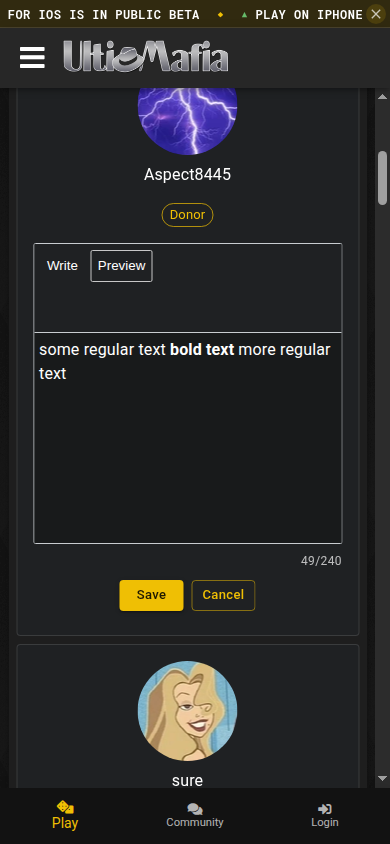 FOR IOS IS IN PUBLIC BETA ◆ ▲ PLAY ON IPHONE
UltiMafia
Aspect8445
Donor
Write Preview
some regular text bold text more regular
text
49/240
Save Cancel
sure
Play Community Login